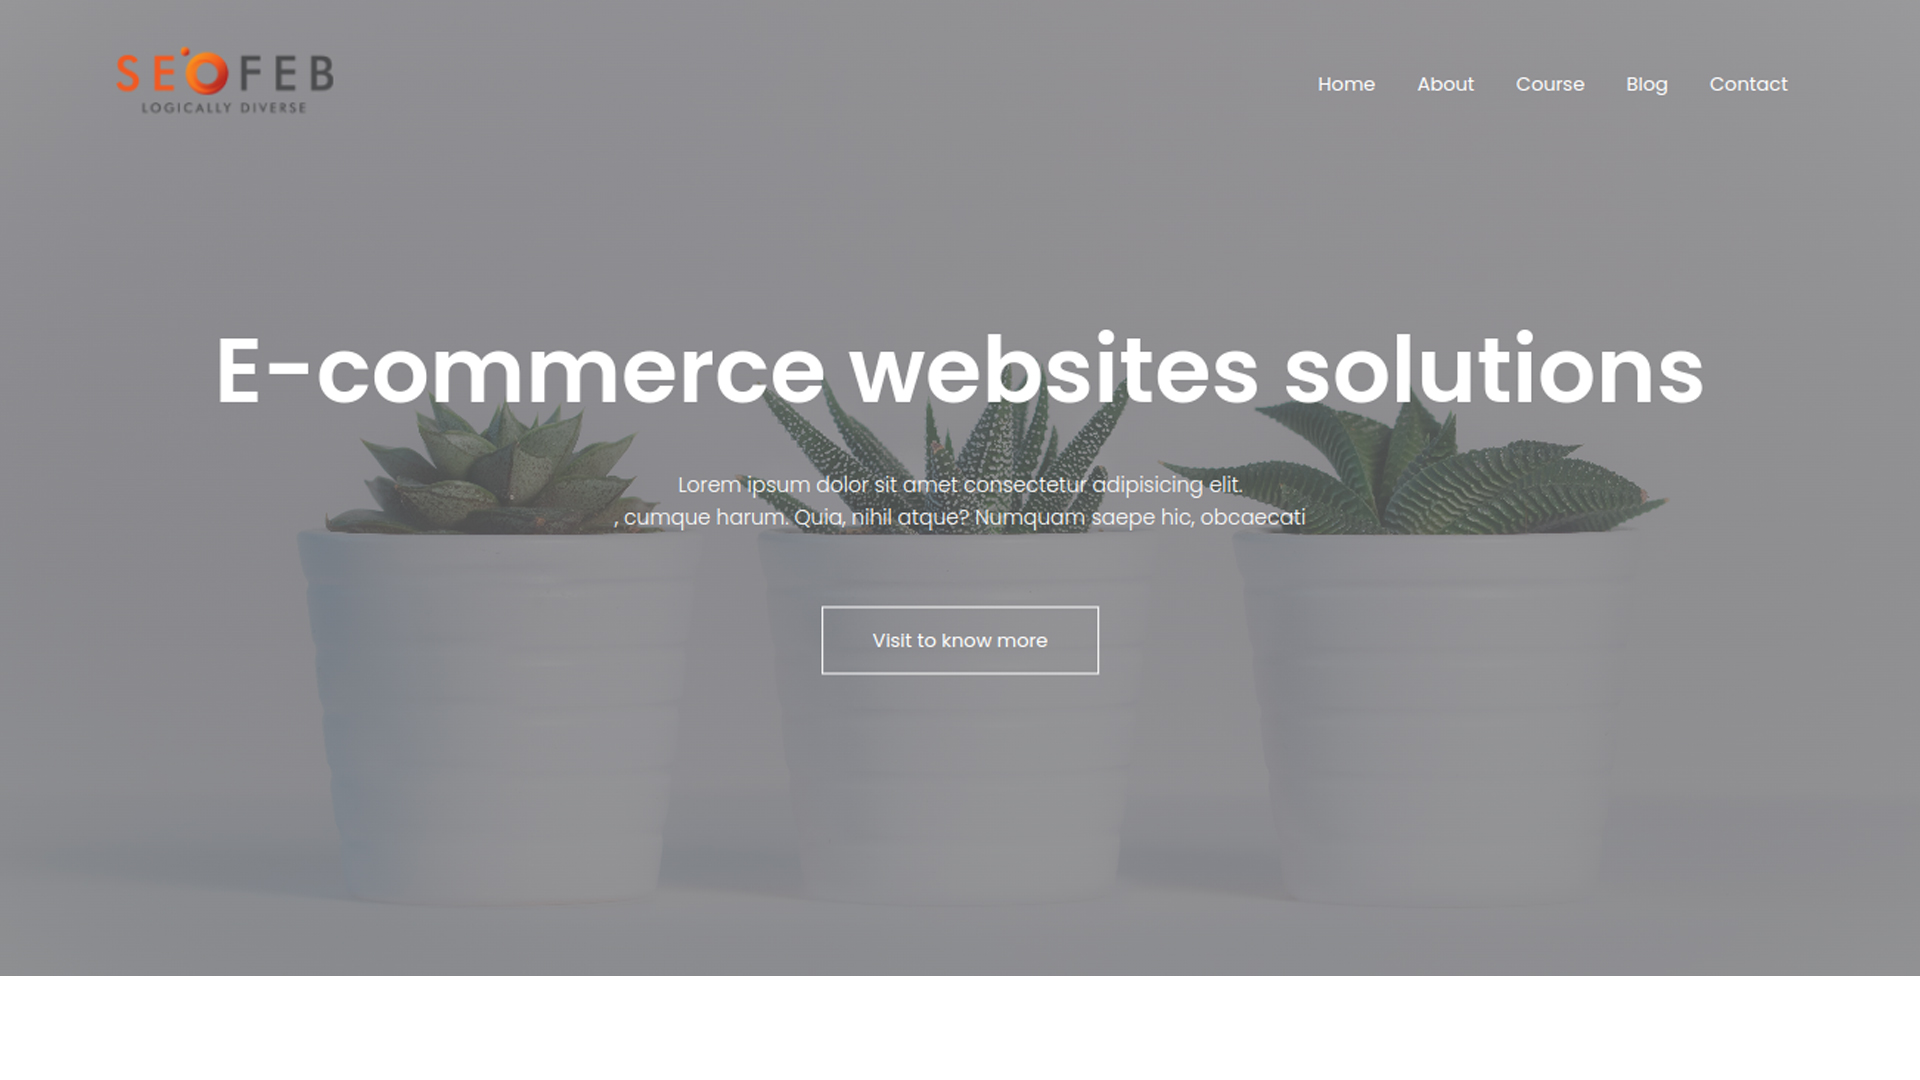 SEOFEB
LOGICALLY DIVERSE
Home About Course Blog Contact
E-commerce websites solutions
Lorem ipsum dolor sit amet consectetur adipisicing elit.
, cumque harum. Quia, nihil atque? Numquam saepe hic, obcaecati
Visit to know more